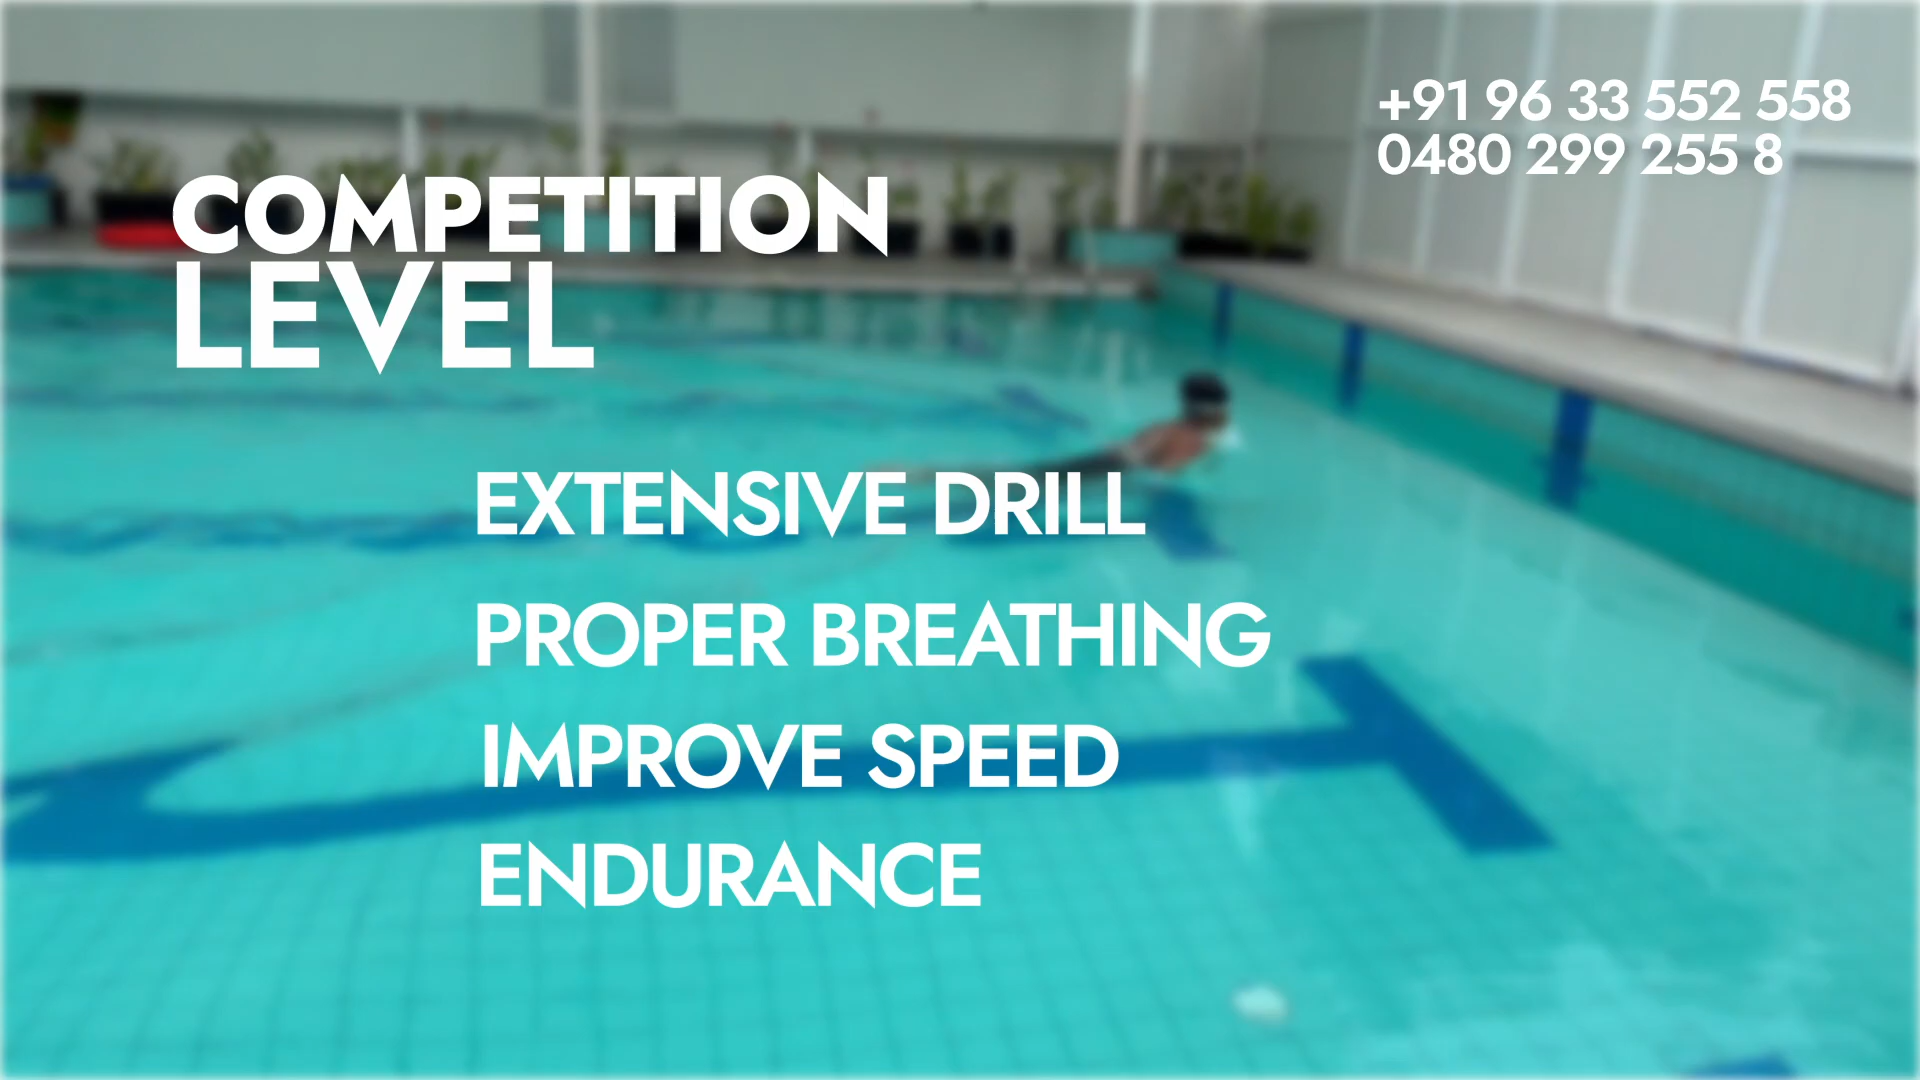 +91 96 33 552 558
0480 299 255 8
COMPETITION
LEVEL
EXTENSIVE DRILL
PROPER BREATHING
IMPROVE SPEED
ENDURANCE